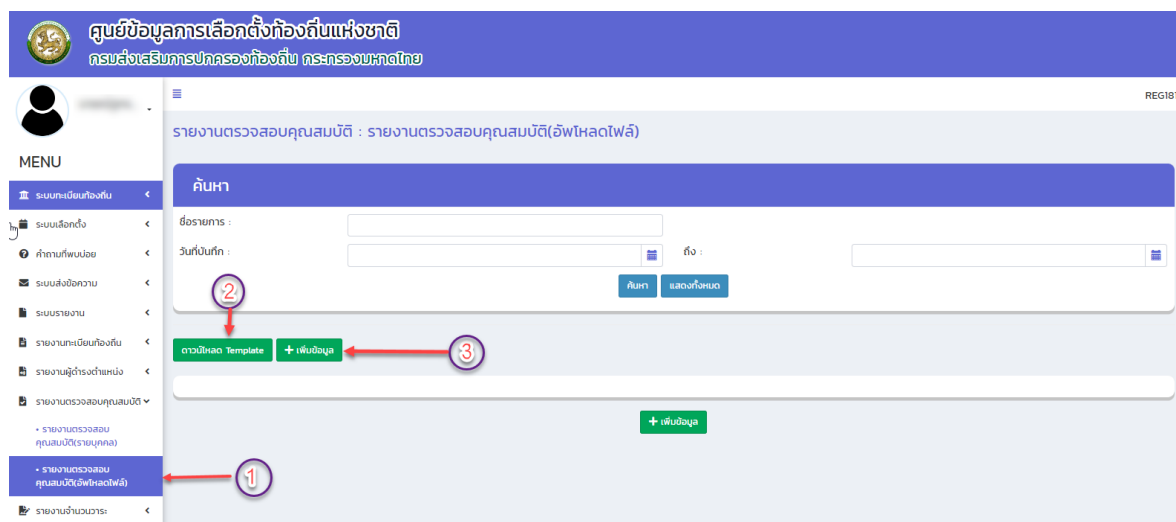 ศูนย์ข้อมูลการเลือกตั้งท้องถิ่นแห่งชาติ
กรมส่งเสริมการปกครองท้องถิ่น กระทรวงมหาดไทย
REG181
รายงานตรวจสอบคุณสมบัติ : รายงานตรวจสอบคุณสมบัติ(อัพโหลดไฟล์)
MENU
ระบบทะเบียนท้องถิ่น
ระบบเลือกตั้ง
คำถามที่พบบ่อย
ระบบส่งข้อความ
ระบบรายงาน
รายงานทะเบียนท้องถิ่น
รายงานผู้ดำรงตำแหน่ง
รายงานตรวจสอบคุณสมบัติ
• รายงานตรวจสอบ
คุณสมบัติ(รายบุคคล)
• รายงานตรวจสอบ
คุณสมบัติ(อัพโหลดไฟล์)
รายงานจำนวนวาระ
ค้นหา
ชื่อรายการ :
วันที่บันทึก :
ถึง :
ค้นหา
แสดงทั้งหมด
2
ดาวน์โหลด Template
+ เพิ่มข้อมูล
3
+ เพิ่มข้อมูล
1